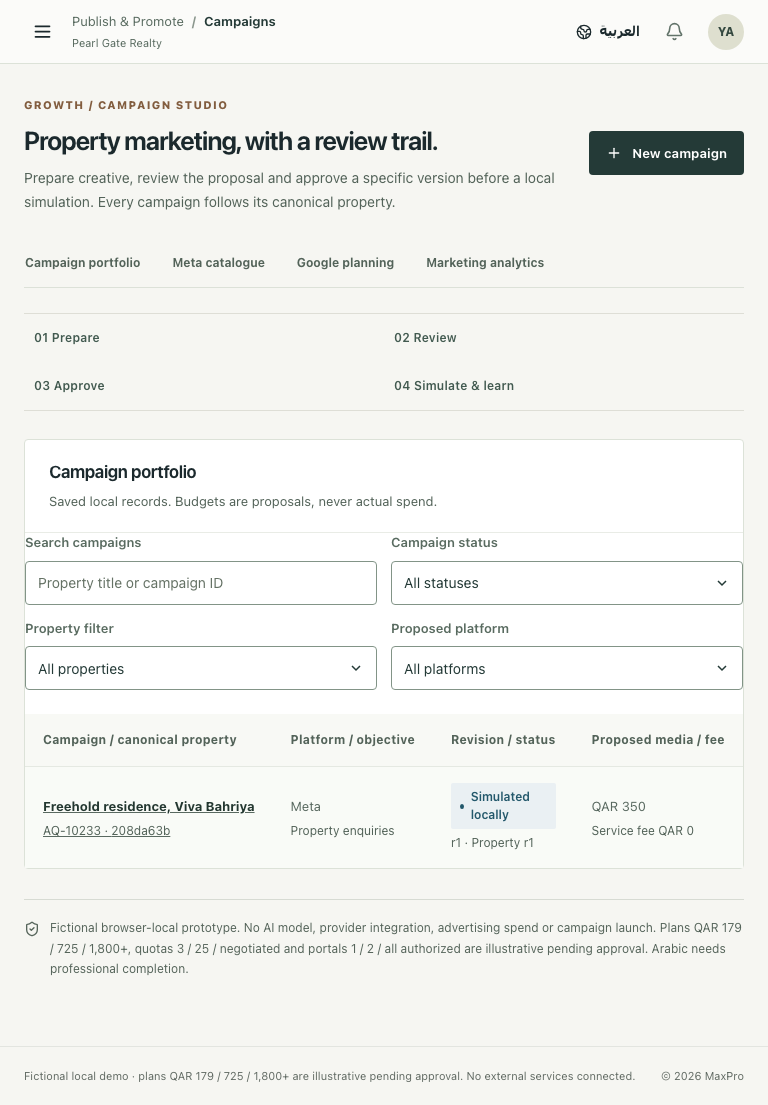 Publish & Promote / Campaigns
Pearl Gate Realty
العربية
YA
GROWTH / CAMPAIGN STUDIO
Property marketing, with a review trail.
New campaign
Prepare creative, review the proposal and approve a specific version before a local
simulation. Every campaign follows its canonical property.
Campaign portfolio Meta catalogue Google planning Marketing analytics
01 Prepare 02 Review
03 Approve 04 Simulate & learn
Campaign portfolio
Saved local records. Budgets are proposals, never actual spend.
Search campaigns Campaign status
Property title or campaign ID All statuses
Property filter Proposed platform
All properties All platforms
Campaign / canonical property Platform / objective Revision / status Proposed media / fee
Freehold residence, Viva Bahriya Meta • Simulated locally QAR 350
AQ-10233 · 208da63b Property enquiries r1 · Property r1 Service fee QAR 0
Fictional browser-local prototype. No AI model, provider integration, advertising spend or campaign launch. Plans QAR 179
/ 725 / 1,800+, quotas 3 / 25 / negotiated and portals 1 / 2 / all authorized are illustrative pending approval. Arabic needs
professional completion.
Fictional local demo · plans QAR 179 / 725 / 1,800+ are illustrative pending approval. No external services connected. © 2026 MaxPro